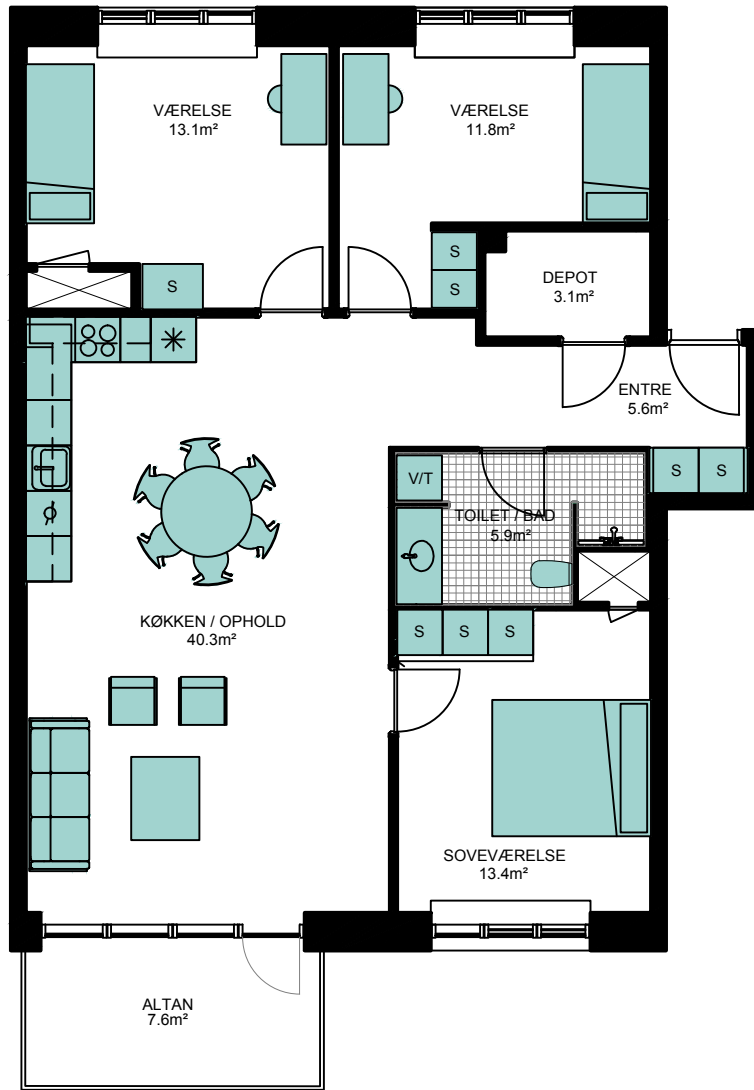 VÆRELSE
13.1m²
VÆRELSE
11.8m²
S
S
S
DEPOT
3.1m²
ENTRE
5.6m²
V/T
S
S
TOILET / BAD
5.9m²
KØKKEN / OPHOLD
40.3m²
S
S
S
SOVEVÆRELSE
13.4m²
ALTAN
7.6m²